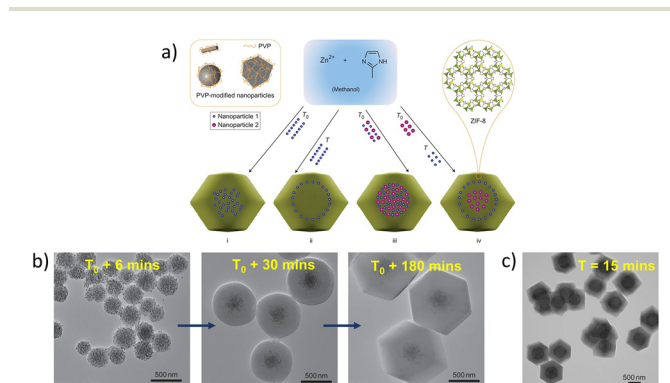 a)
PVP
PVP-modified nanoparticles
Nanoparticle 1
Nanoparticle 2
Zn2+ +
N
NH
(Methanol)
ZIF-8
T0
T
T0
T0
T
i
ii
iii
iv
b)
T0 + 6 mins
500 nm
T0 + 30 mins
500 nm
T0 + 180 mins
500 nm
c)
T = 15 mins
500 nm